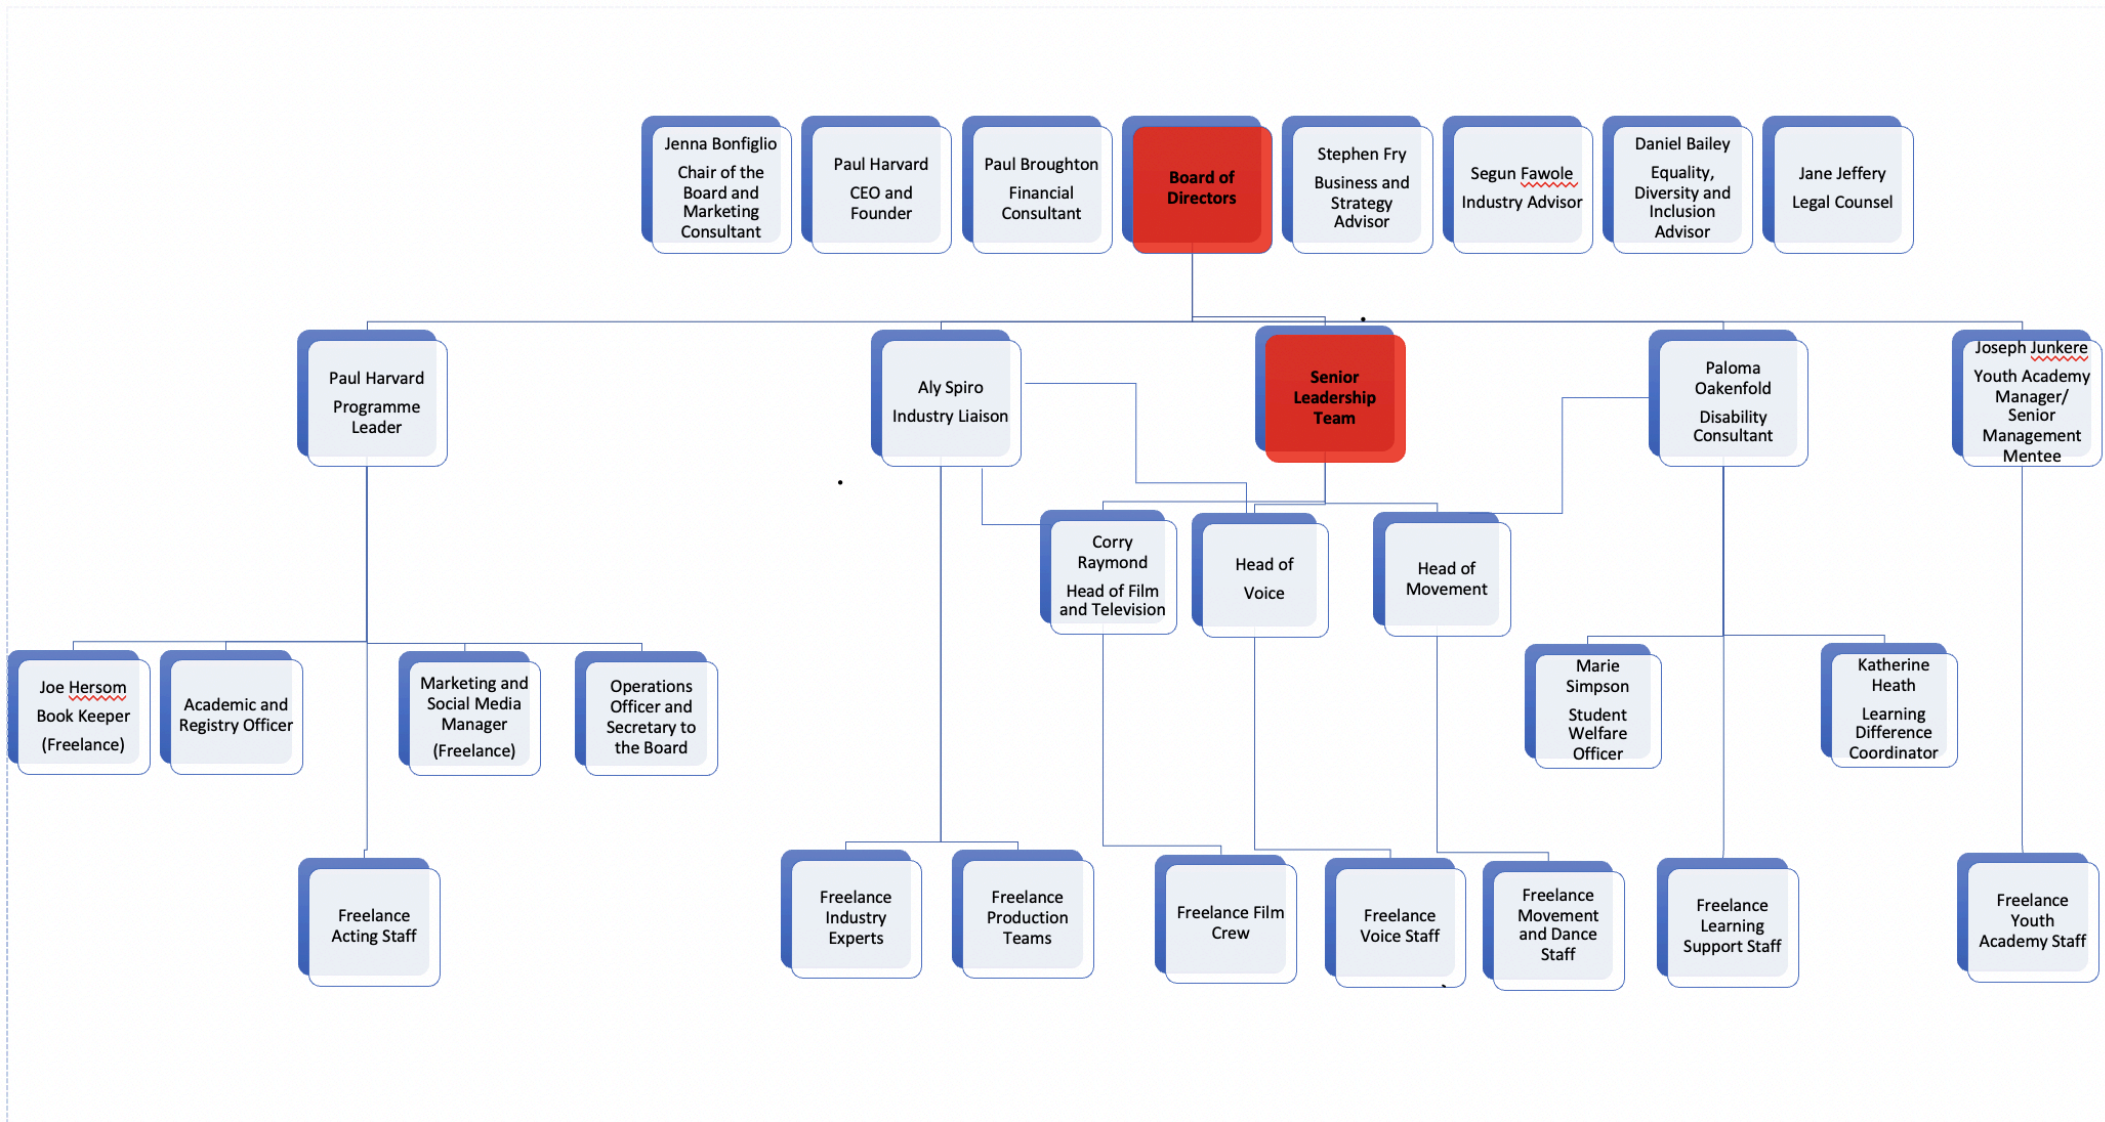 Jenna Bonfiglio
Chair of the
Board and
Marketing
Consultant
Paul Harvard
CEO and
Founder
Paul Broughton
Financial
Consultant
Board of
Directors
Stephen Fry
Business and
Strategy
Advisor
Segun Fawole
Industry Advisor
Daniel Bailey
Equality,
Diversity and
Inclusion
Advisor
Jane Jeffery
Legal Counsel
Paul Harvard
Programme
Leader
Aly Spiro
Industry Liaison
Senior
Leadership
Team
Paloma
Oakenfold
Disability
Consultant
Joseph Junkere
Youth Academy
Manager/
Senior
Management
Mentee
Corry
Raymond
Head of Film
and Television
Head of
Voice
Head of
Movement
Joe Hersom
Book Keeper
(Freelance)
Academic and
Registry Officer
Marketing and
Social Media
Manager
(Freelance)
Operations
Officer and
Secretary to
the Board
Marie
Simpson
Student
Welfare
Officer
Katherine
Heath
Learning
Difference
Coordinator
Freelance
Acting Staff
Freelance
Industry
Experts
Freelance
Production
Teams
Freelance Film
Crew
Freelance
Voice Staff
Freelance
Movement
and Dance
Staff
Freelance
Learning
Support Staff
Freelance
Youth
Academy Staff